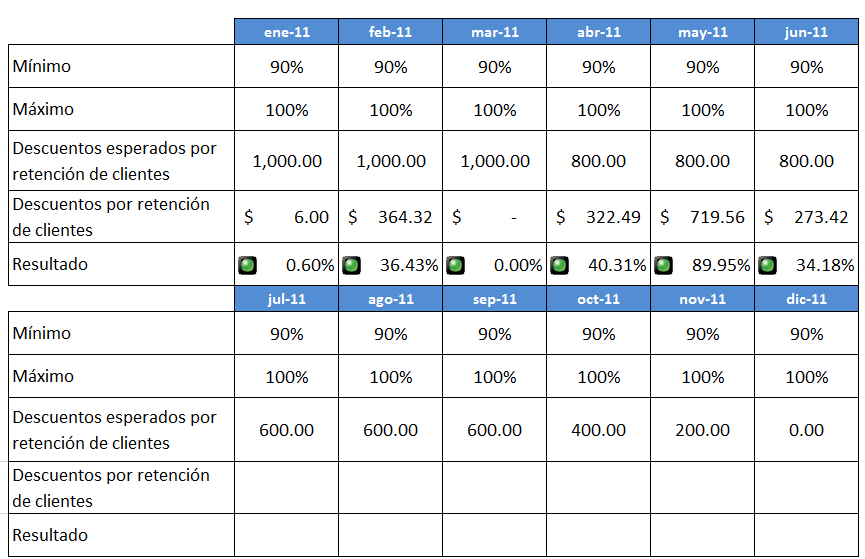 ene-11 feb-11 mar-11 abr-11 may-11 jun-11
Mínimo 90% 90% 90% 90% 90% 90%
Máximo 100% 100% 100% 100% 100% 100%
Descuentos esperados por
retención de clientes 1,000.00 1,000.00 1,000.00 800.00 800.00 800.00
Descuentos por retención
de clientes $ 6.00 $ 364.32 $ - $ 322.49 $ 719.56 $ 273.42
Resultado 0.60% 36.43% 0.00% 40.31% 89.95% 34.18%
jul-11 ago-11 sep-11 oct-11 nov-11 dic-11
Mínimo 90% 90% 90% 90% 90% 90%
Máximo 100% 100% 100% 100% 100% 100%
Descuentos esperados por
retención de clientes 600.00 600.00 600.00 400.00 200.00 0.00
Descuentos por retención
de clientes
Resultado